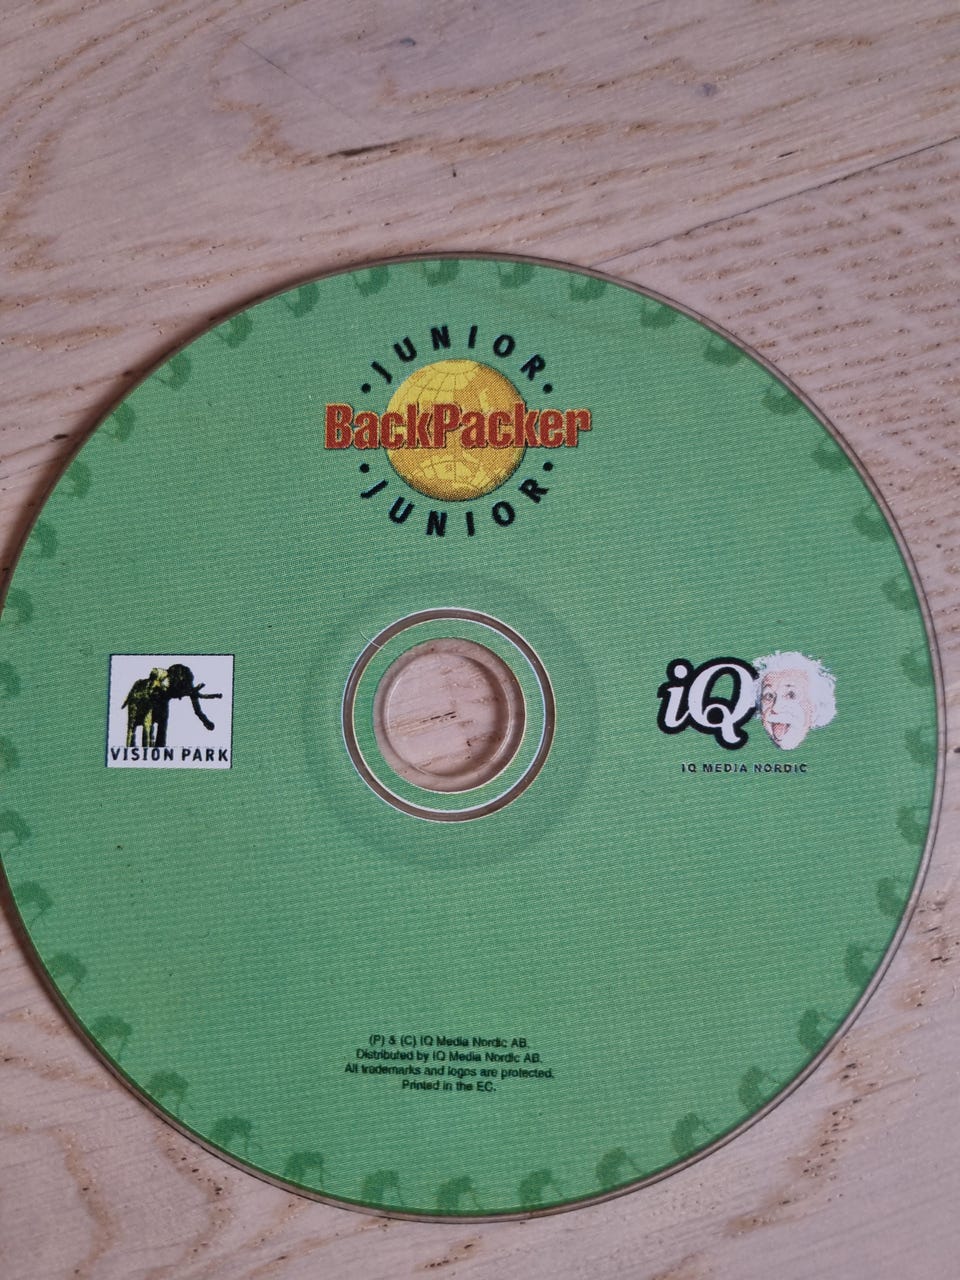 JUNIOR
BackPacker
JUNIOR
VISION PARK
iQ
IQ MEDIA NORDIC
(P) & (C) IQ Media Nordic AB.
Distributed by IQ Media Nordic AB.
All trademarks and logos are protected.
Printed in the EC.